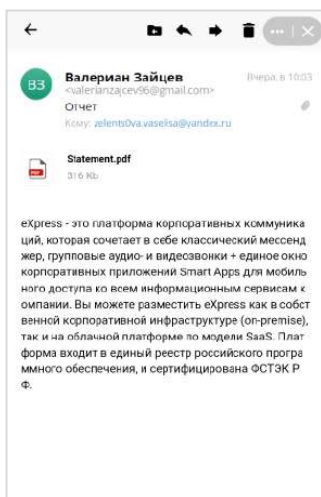 ВЗ
Валериан Зайцев
Вчера, в 10:03
<valerianzajcev96@gmail.com>
Отчет
Кому: zelents0va.vaselisa@yandex.ru
PDF
Statement.pdf
316 Kb
eXpress - это платформа корпоративных коммуника
ций, которая сочетает в себе классический мессенд
жер, групповые аудио- и видеозвонки + единое окно
корпоративных приложений Smart Apps для мобиль
ного доступа ко всем информационным сервисам к
омпании. Вы можете разместить eXpress как в собст
венной корпоративной инфраструктуре (on-premise),
так и на облачной платформе по модели SaaS. Плат
форма входит в единый реестр российского програ
ммного обеспечения, и сертифицирована ФСТЭК Р
Ф.